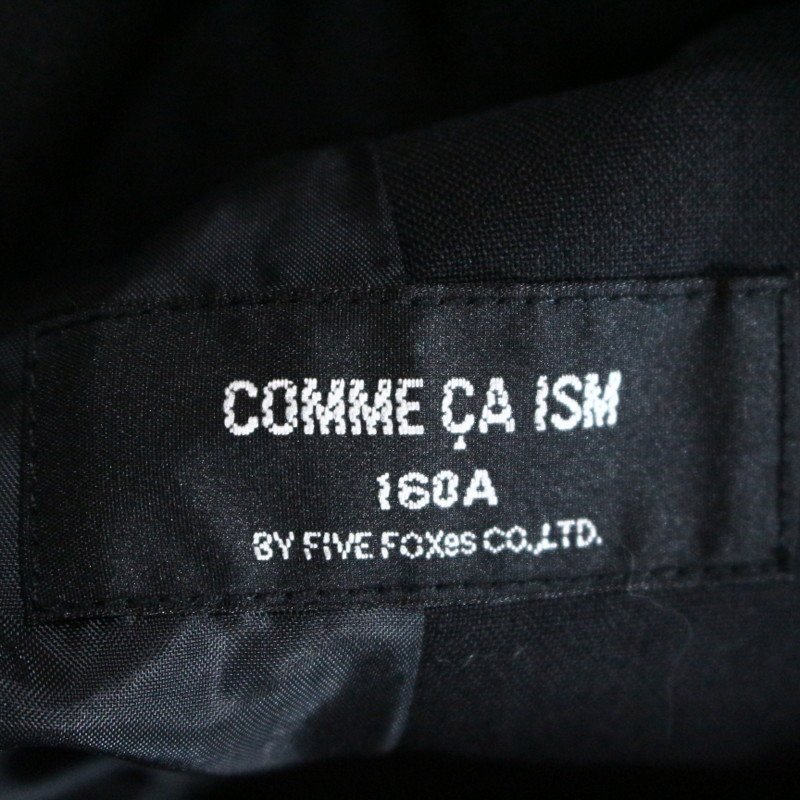 COMME ÇA ISM
160A
BY FIVE FOXes CO.,LTD.